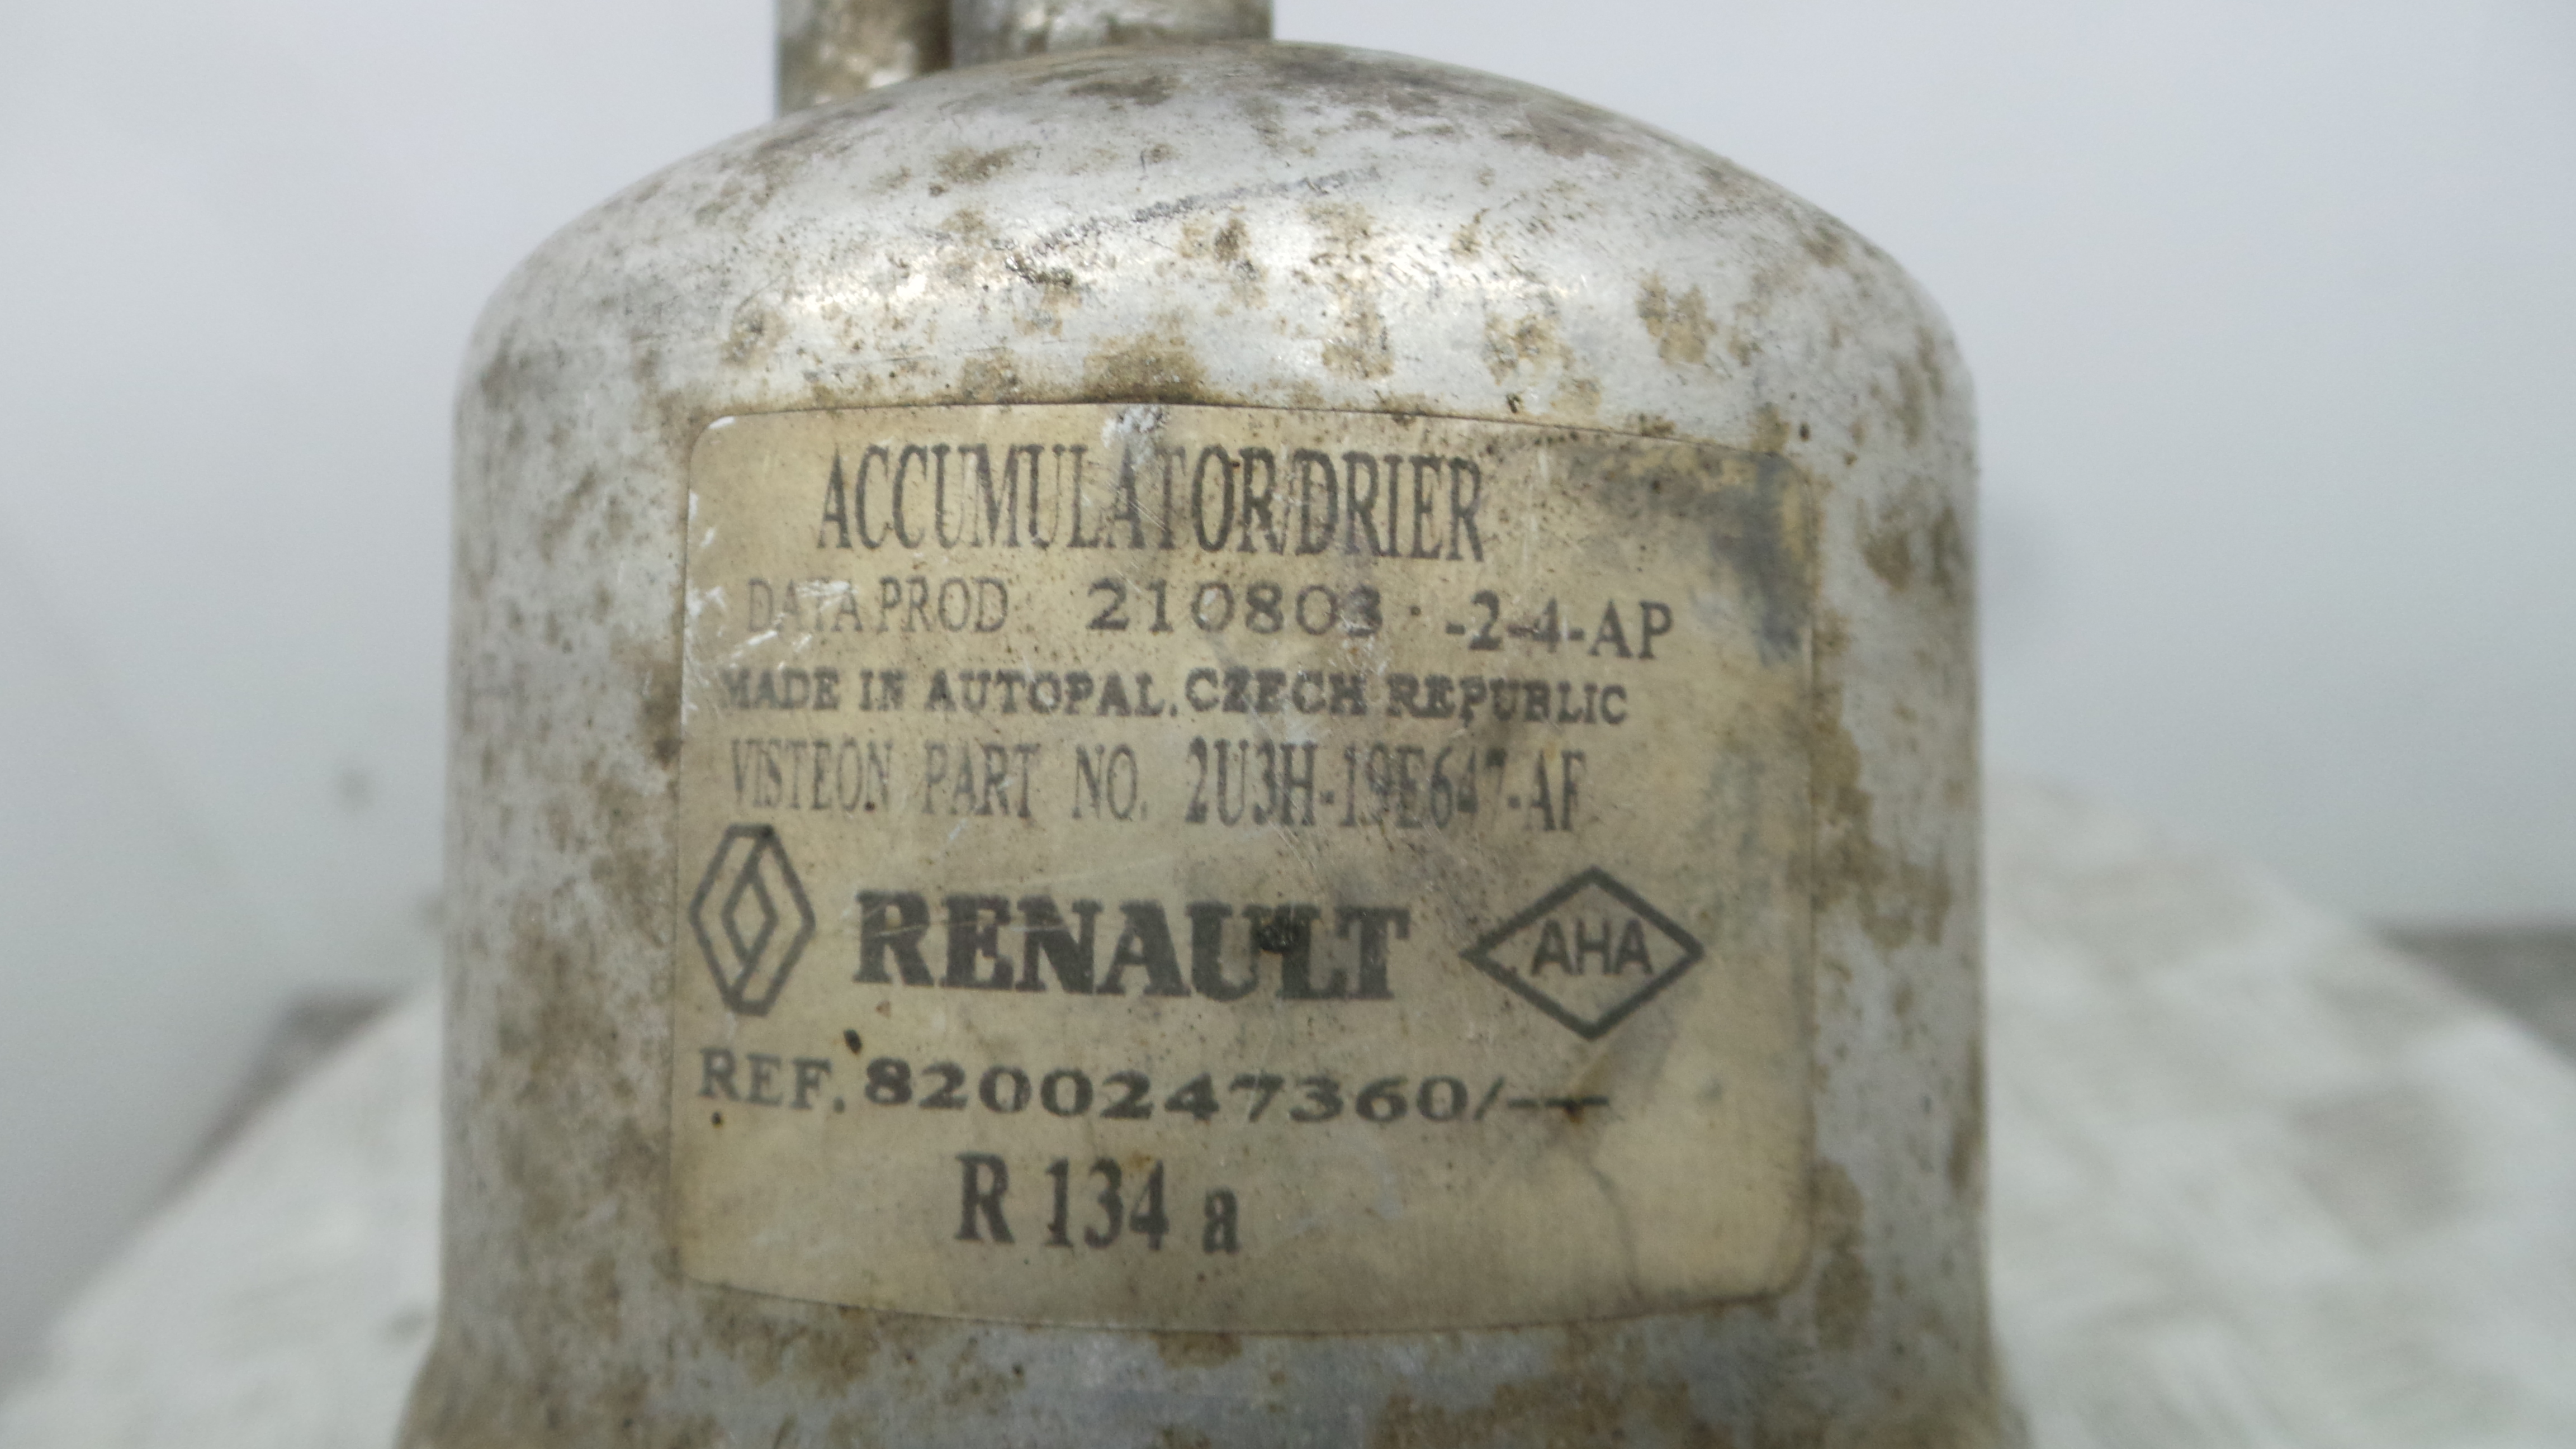 ACCUMULATOR/DRIER
DATA PROD 210803 -2-4-AP
MADE IN AUTOPAL, CZECH REPUBLIC
VISTEON PART NO. 2U3H-19E647-AF
RENAULT AHA
REF. 8200247360/---
R 134 a